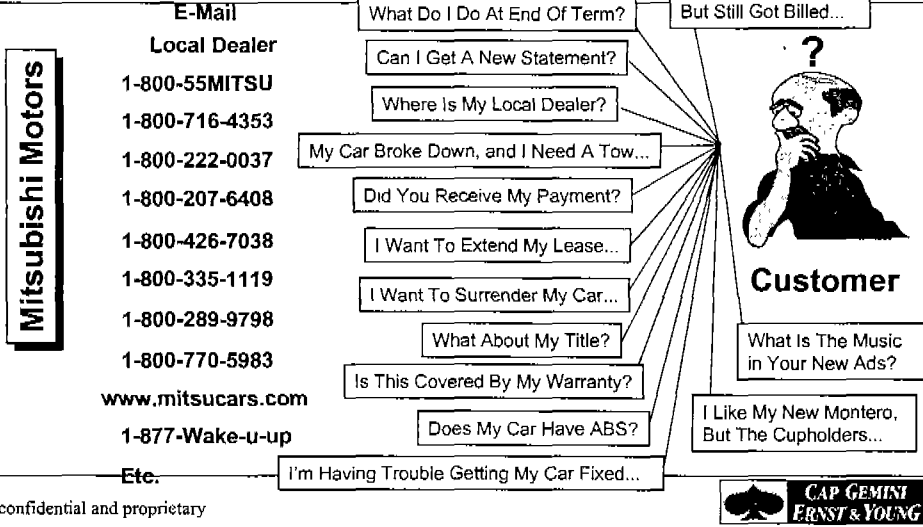 E-Mail
Local Dealer
1-800-55MITSU
1-800-716-4353
1-800-222-0037
1-800-207-6408
1-800-426-7038
1-800-335-1119
1-800-289-9798
1-800-770-5983
www.mitsucars.com
1-877-Wake-u-up
Etc.
Mitsubishi Motors
What Do I Do At End Of Term?
Can I Get A New Statement?
Where Is My Local Dealer?
My Car Broke Down, and I Need A Tow...
Did You Receive My Payment?
I Want To Extend My Lease...
I Want To Surrender My Car...
What About My Title?
Is This Covered By My Warranty?
Does My Car Have ABS?
I'm Having Trouble Getting My Car Fixed...
But Still Got Billed...
?
Customer
What Is The Music
in Your New Ads?
I Like My New Montero,
But The Cupholders...
confidential and proprietary
CAP GEMINI
ERNST & YOUNG